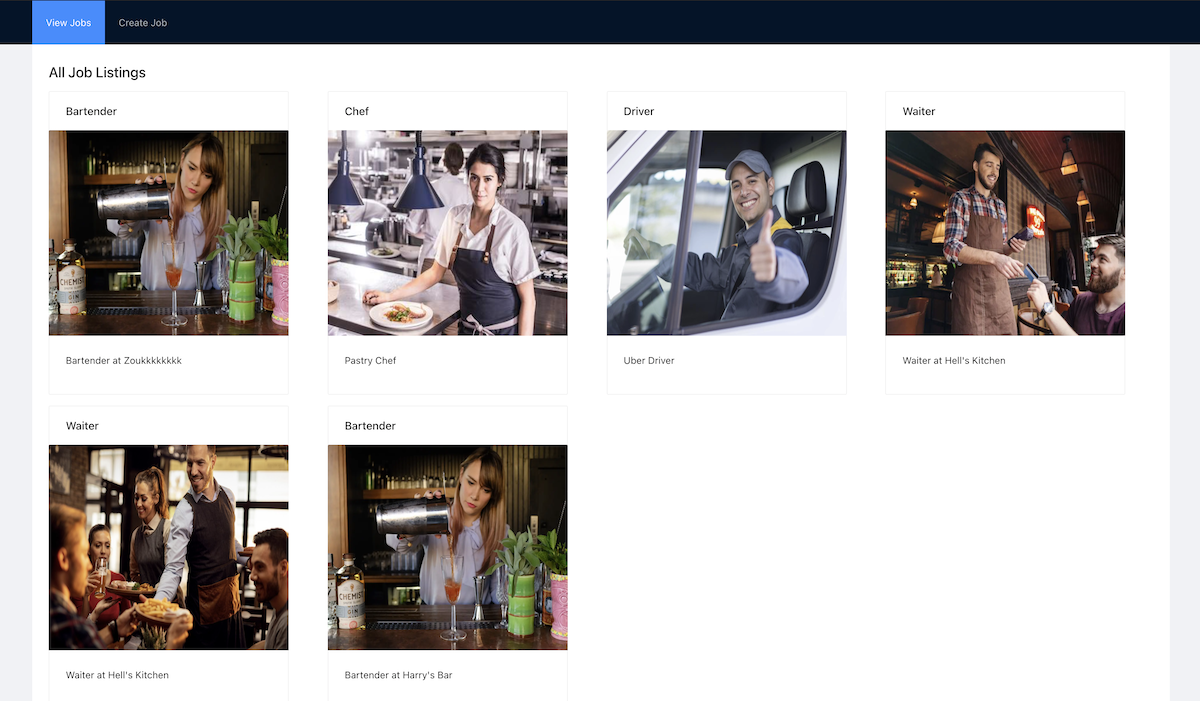 View Jobs
Create Job
All Job Listings
Bartender
Chef
Driver
Waiter
CHEMIST
GIN
Bartender at Zoukkkkkkkk
Pastry Chef
Uber Driver
Waiter at Hell's Kitchen
Waiter
Bartender
CHEMIST
GIN
Waiter at Hell's Kitchen
Bartender at Harry's Bar